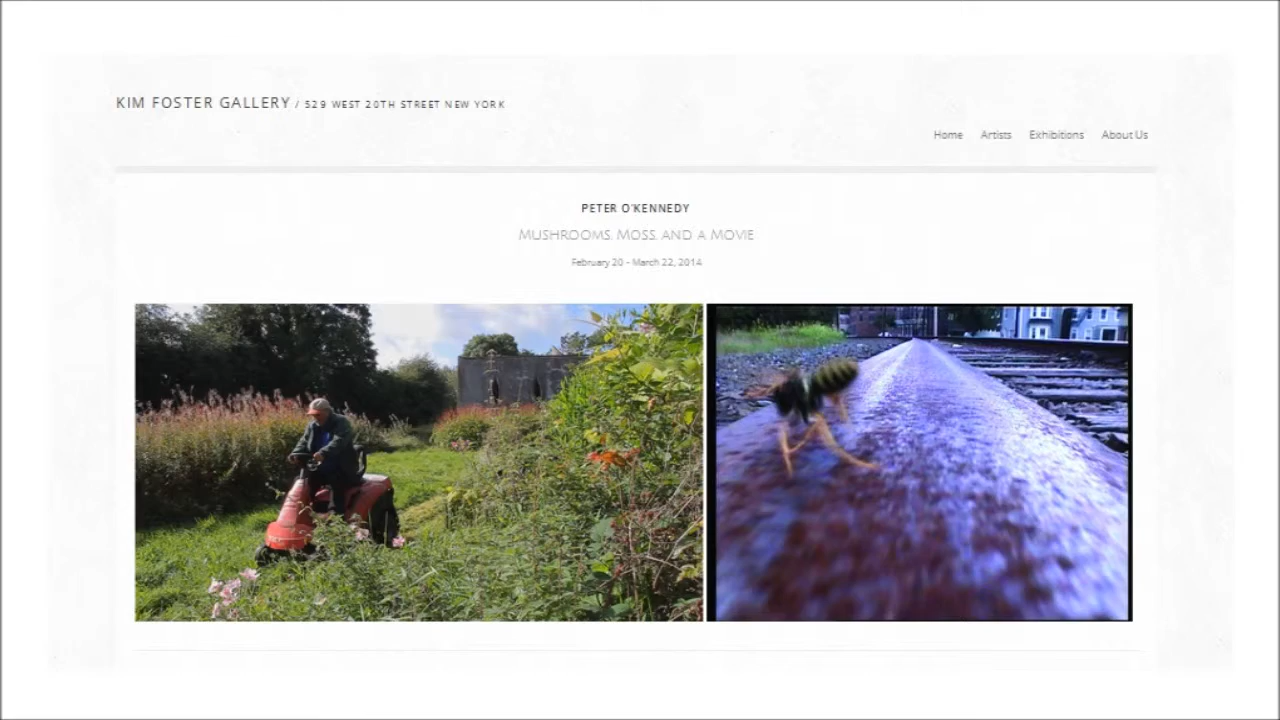 KIM FOSTER GALLERY / 529 WEST 20TH STREET NEW YORK
Home Artists Exhibitions About Us
PETER O'KENNEDY
MUSHROOMS, MOSS, AND A MOVIE
February 20 - March 22, 2014